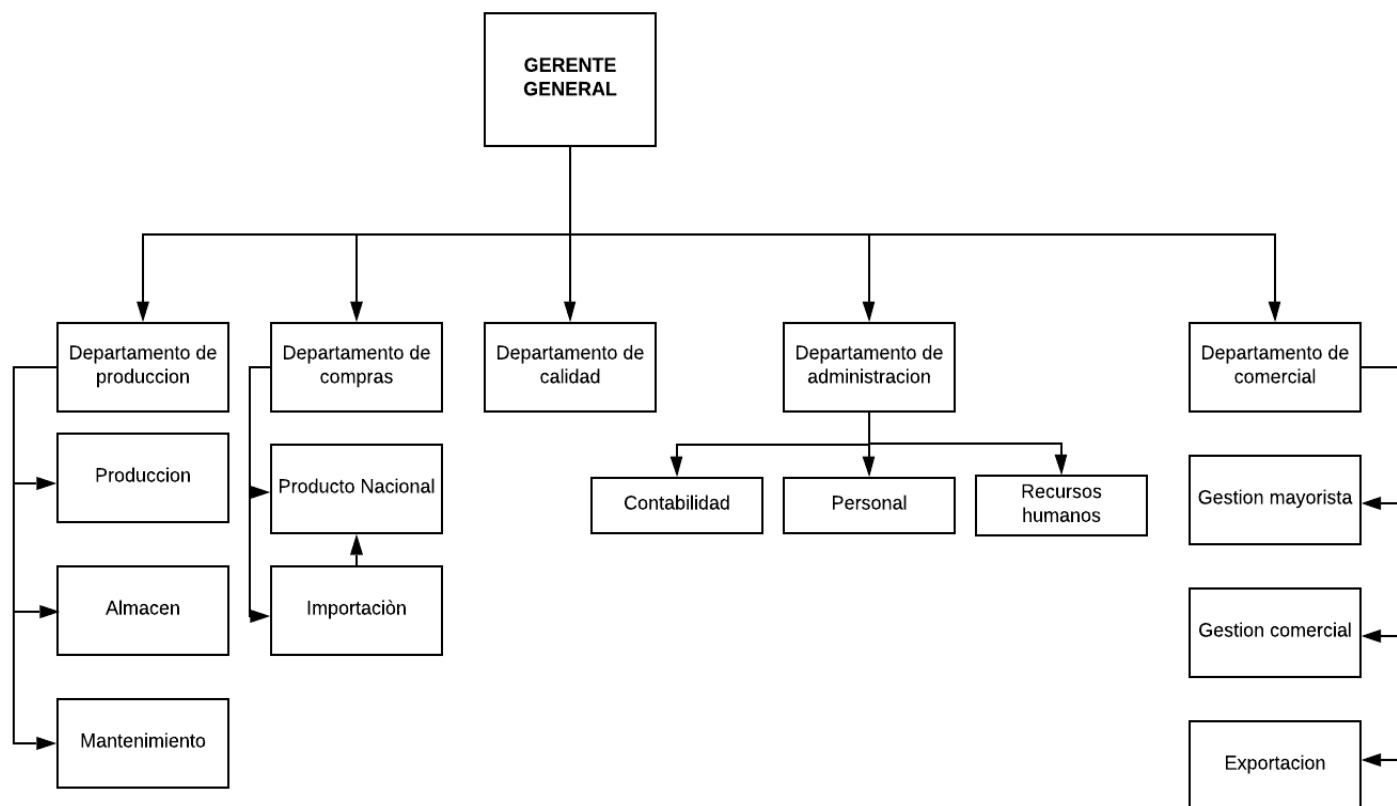 GERENTE
GENERAL
Departamento de
produccion
Departamento de
compras
Departamento de
calidad
Departamento de
administracion
Departamento de
comercial
Produccion
Almacen
Mantenimiento
Producto Nacional
Importaciòn
Contabilidad
Personal
Recursos
humanos
Gestion mayorista
Gestion comercial
Exportacion